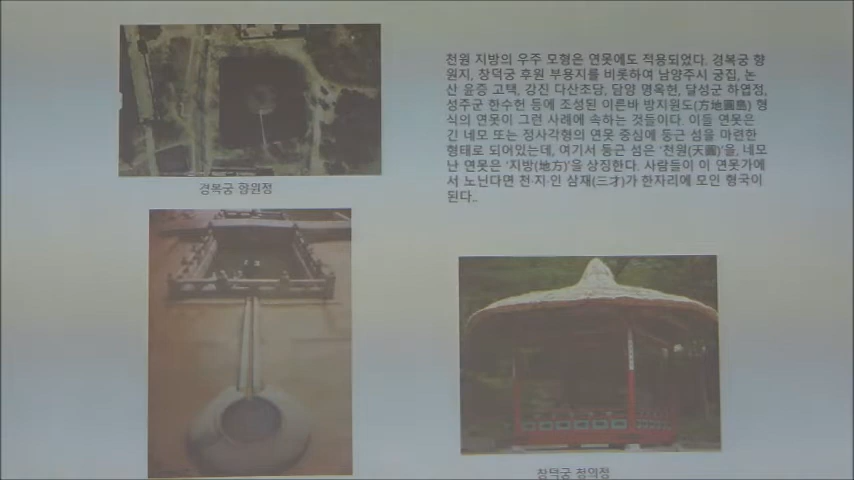 천원 지방의 우주 모형은 연못에도 적용되었다. 경복궁 향
원지, 창덕궁 후원 부용지를 비롯하여 남양주시 궁집, 논
산 윤증 고택, 강진 다산초당, 담양 명옥헌, 달성군 하엽정,
성주군 한수헌 등에 조성된 이른바 방지원도(方地圓島) 형
식의 연못이 그런 사례에 속하는 것들이다. 이들 연못은
긴 네모 또는 정사각형의 연못 중심에 둥근 섬을 마련한
형태로 되어있는데, 여기서 둥근 섬은 '천원(天圓)'을, 네모
난 연못은 '지방(地方)'을 상징한다. 사람들이 이 연못가에
서 노닌다면 천·지·인 삼재(三才)가 한자리에 모인 형국이
된다..
경복궁 향원정
창덕궁 청의정